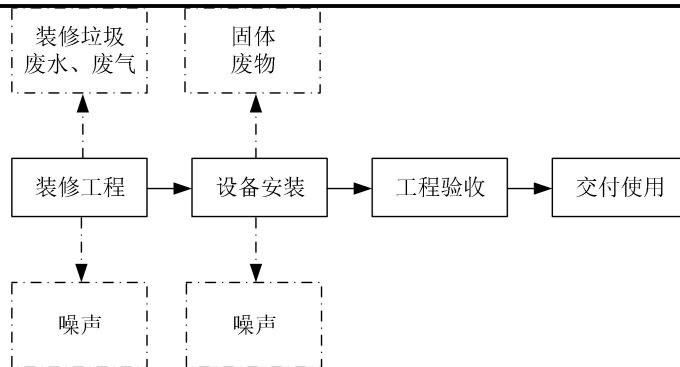 装修垃圾
废水、废气
固体
废物
装修工程
设备安装
工程验收
交付使用
噪声
噪声